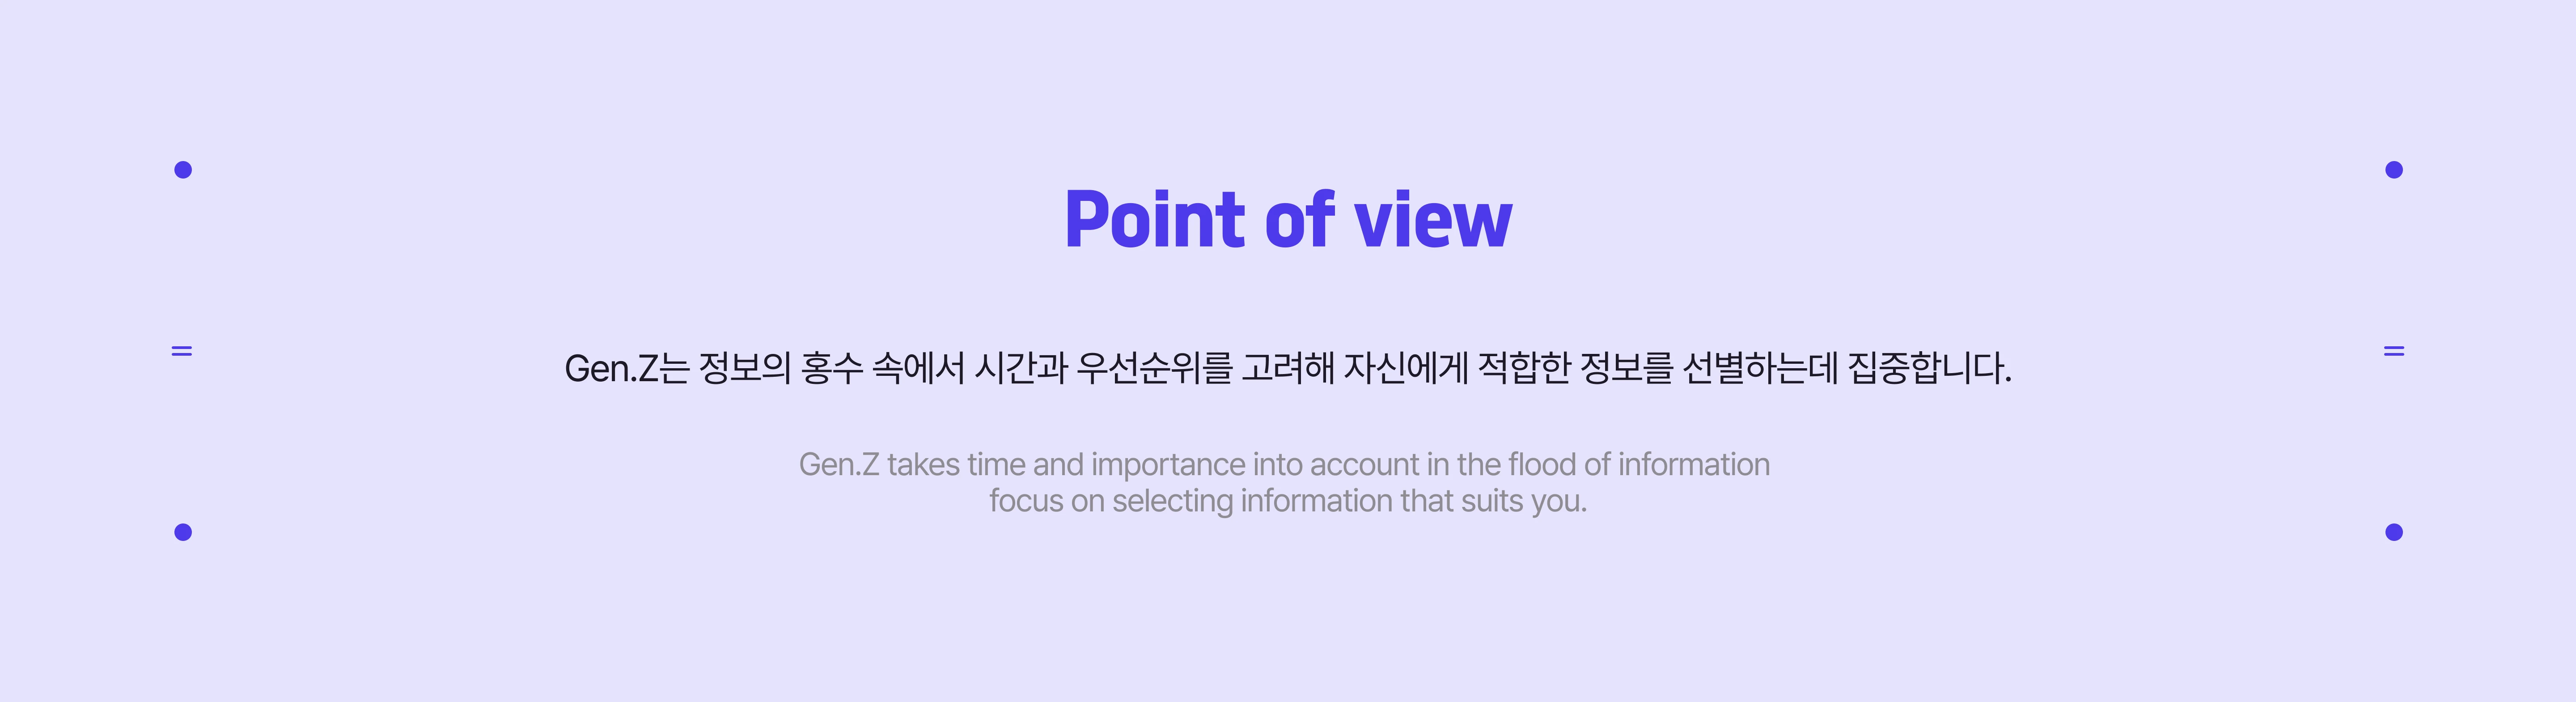 Point of view
Gen.Z는 정보의 홍수 속에서 시간과 우선순위를 고려해 자신에게 적합한 정보를 선별하는데 집중합니다.
Gen.Z takes time and importance into account in the flood of information
focus on selecting information that suits you.